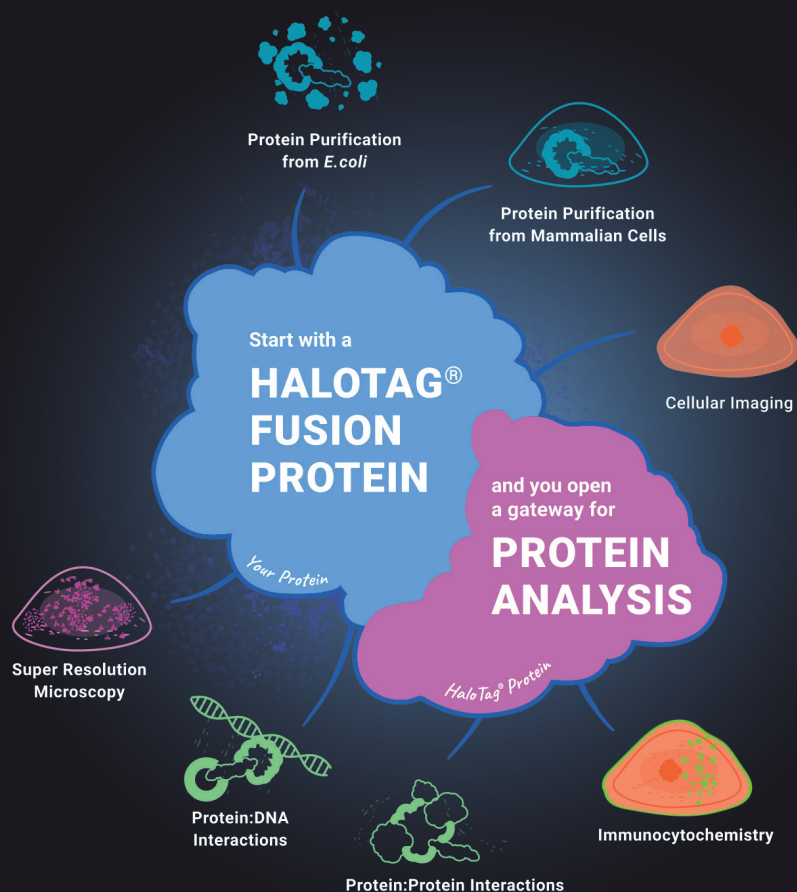 Protein Purification
from E.coli
Protein Purification
from Mammalian Cells
Start with a
HALOTAG®
FUSION
PROTEIN
Your Protein
Cellular Imaging
and you open
a gateway for
PROTEIN
ANALYSIS
HaloTag® Protein
Super Resolution
Microscopy
Protein:DNA
Interactions
Protein:Protein Interactions
Immunocytochemistry